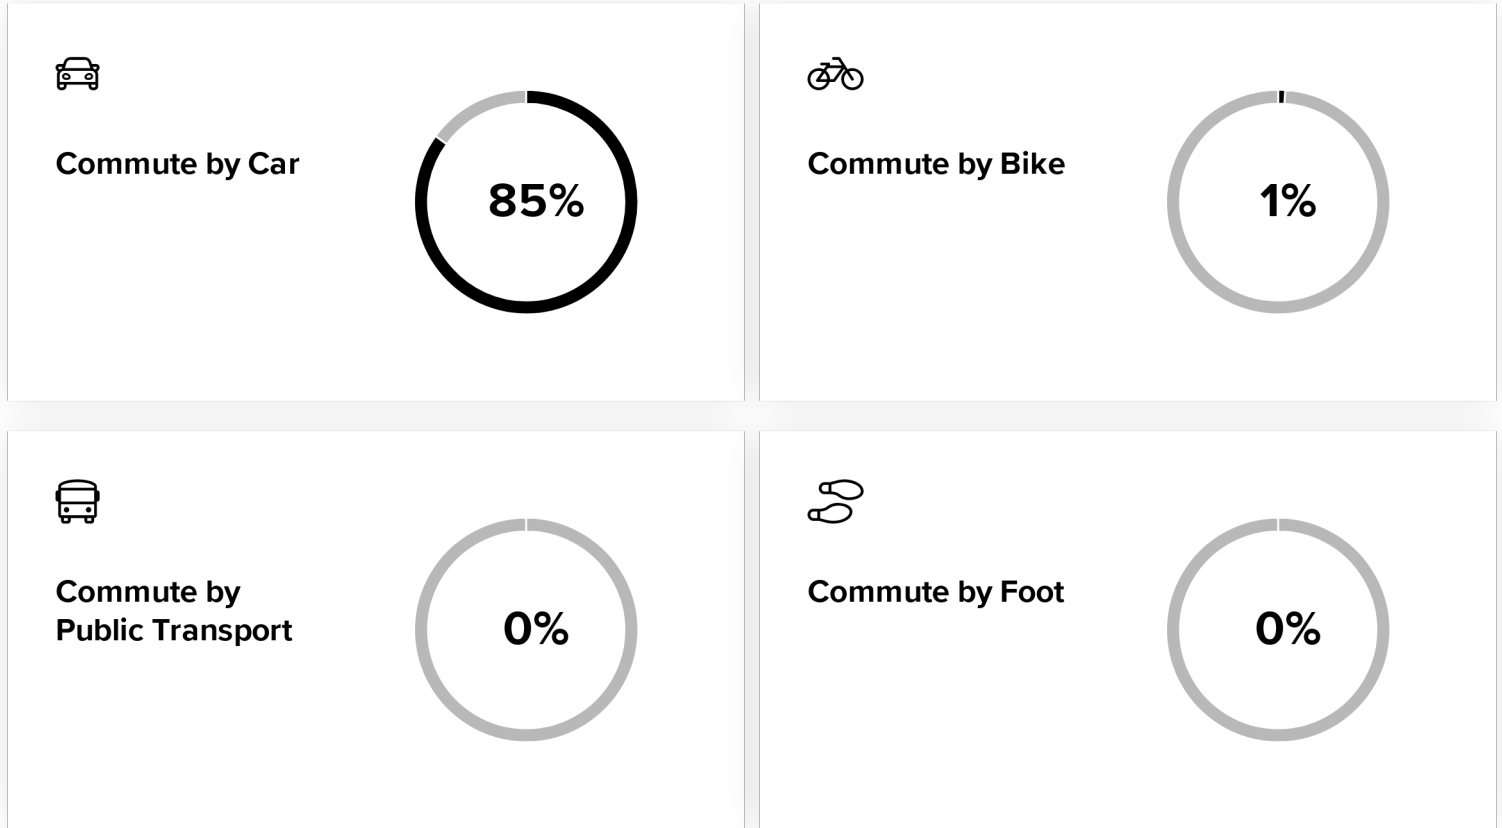 Commute by Car
85%
Commute by Bike
1%
Commute by
Public Transport
0%
Commute by Foot
0%